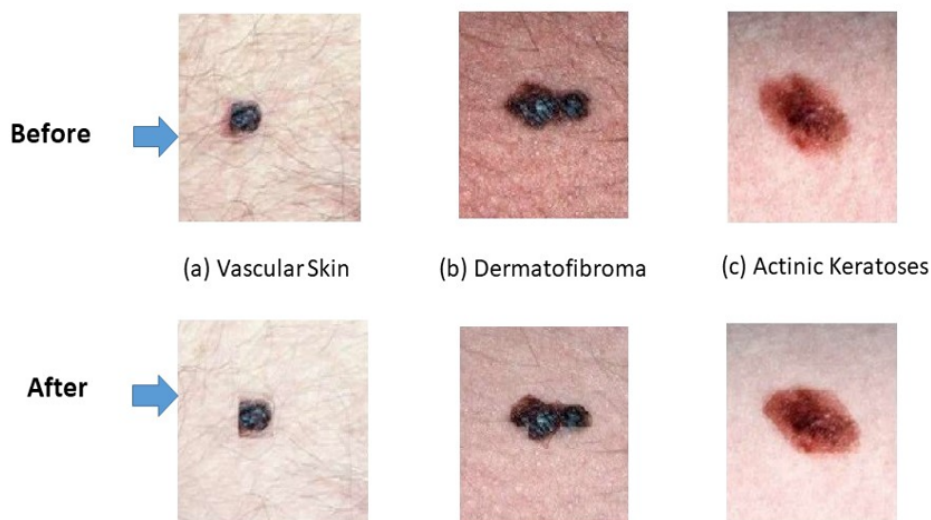 Before
(a) Vascular Skin
(b) Dermatofibroma
(c) Actinic Keratoses
After